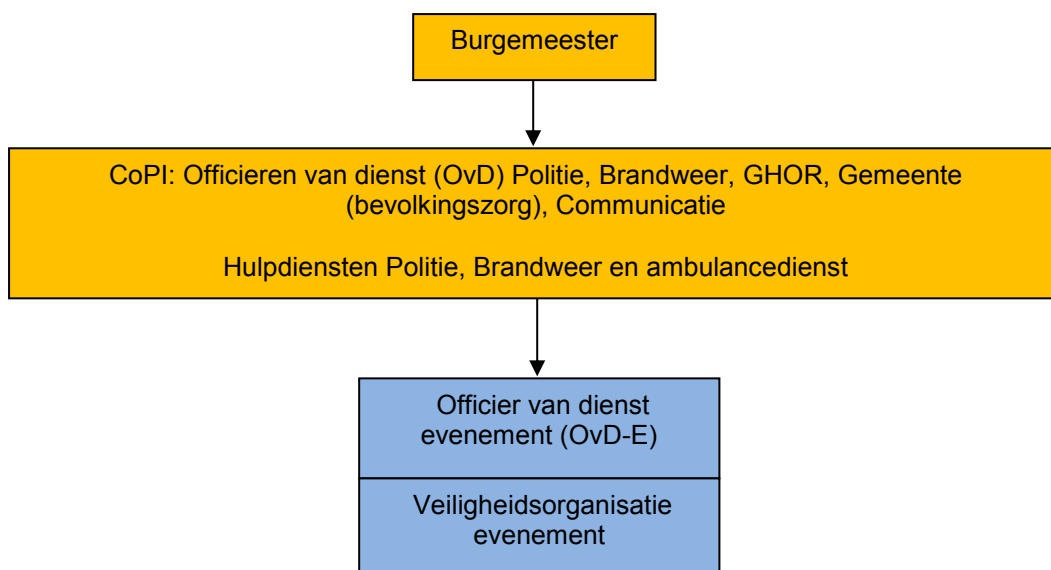 Burgemeester
CoPI: Officieren van dienst (OvD) Politie, Brandweer, GHOR, Gemeente
(bevolkingszorg), Communicatie
Hulpdiensten Politie, Brandweer en ambulancedienst
Officier van dienst
evenement (OvD-E)
Veiligheidsorganisatie
evenement